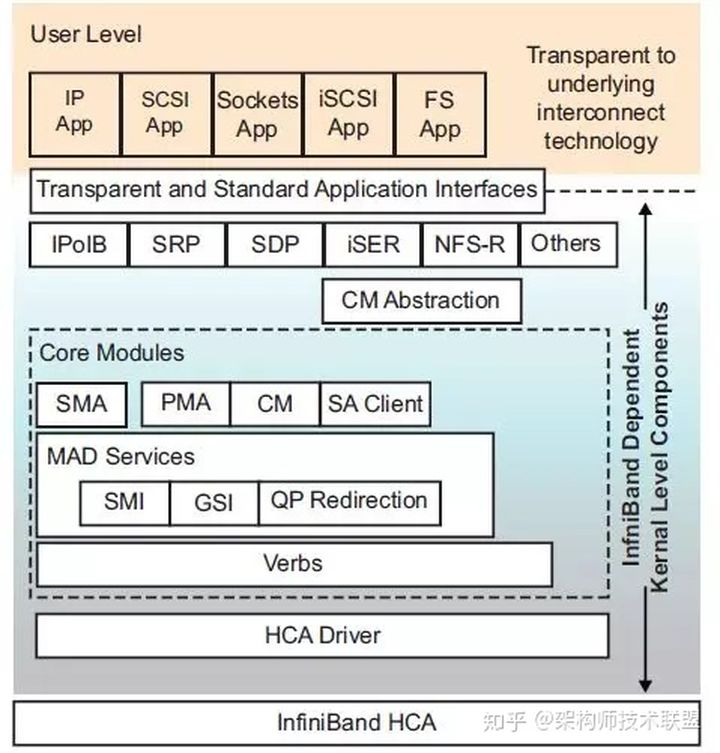 User Level
Transparent to
underlying
interconnect
technology
IP
App
SCSI
App
Sockets
App
iSCSI
App
FS
App
Transparent and Standard Application Interfaces
IPoIB
SRP
SDP
iSER
NFS-R
Others
CM Abstraction
Core Modules
SMA
PMA
CM
SA Client
MAD Services
SMI
GSI
QP Redirection
Verbs
HCA Driver
InfniBand Dependent
Kernal Level Components
InfiniBand HCA
知乎 @架构师技术联盟